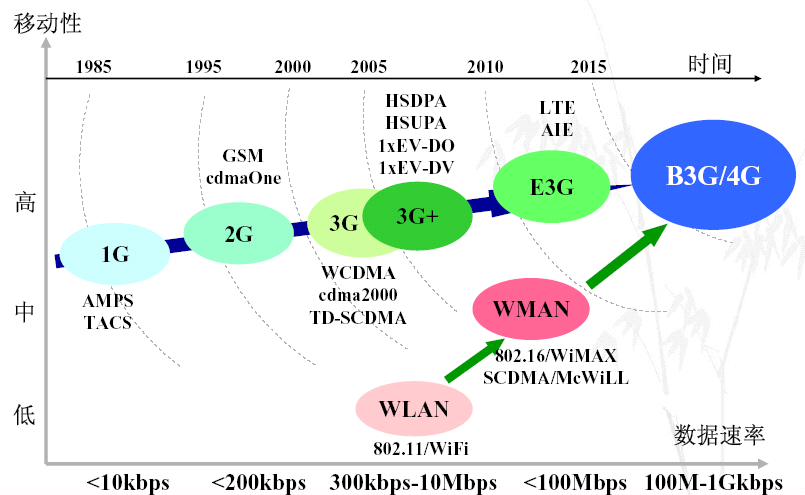 移动性
1985
1995
2000
2005
2010
2015
时间
HSDPA
HSUPA
1xEV-DO
1xEV-DV
LTE
AIE
GSM
cdmaOne
高
1G
2G
3G
3G+
E3G
B3G/4G
AMPS
TACS
WCDMA
cdma2000
TD-SCDMA
中
WMAN
802.16/WiMAX
SCDMA/McWiLL
低
WLAN
802.11/WiFi
数据速率
<10kbps
<200kbps
300kbps-10Mbps
<100Mbps
100M-1Gkbps